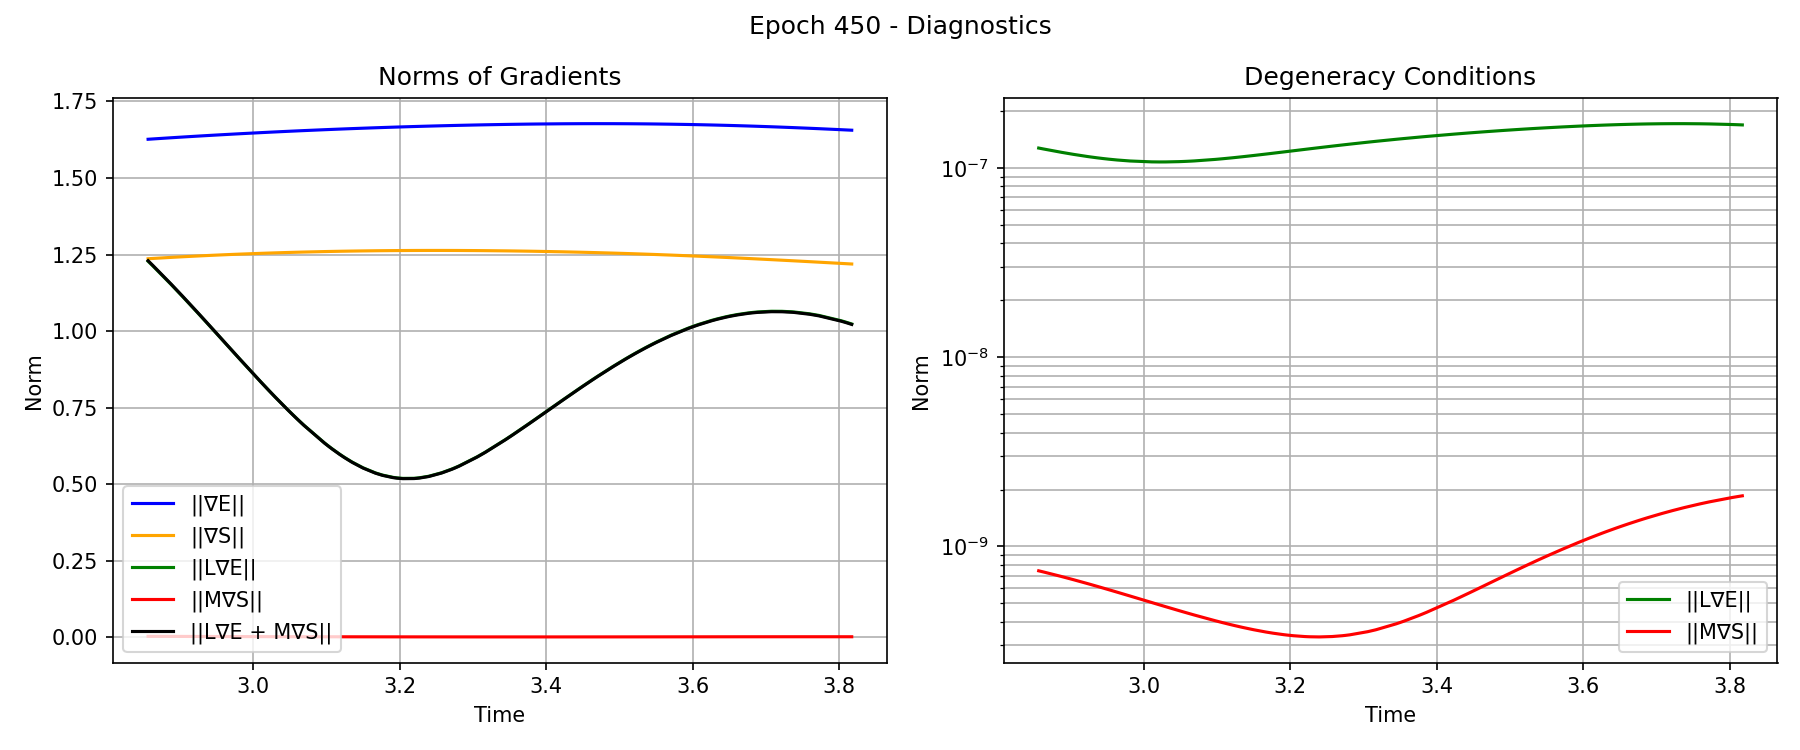 Epoch 450 - Diagnostics
Norms of Gradients
1.75
1.50
1.25
1.00
0.75
0.50
0.25
0.00
Norm
||∇E||
||∇S||
||L∇E||
||M∇S||
||L∇E + M∇S||
3.0 3.2 3.4 3.6 3.8
Time
Degeneracy Conditions
10⁻⁷
10⁻⁸
10⁻⁹
Norm
||L∇E||
||M∇S||
3.0 3.2 3.4 3.6 3.8
Time